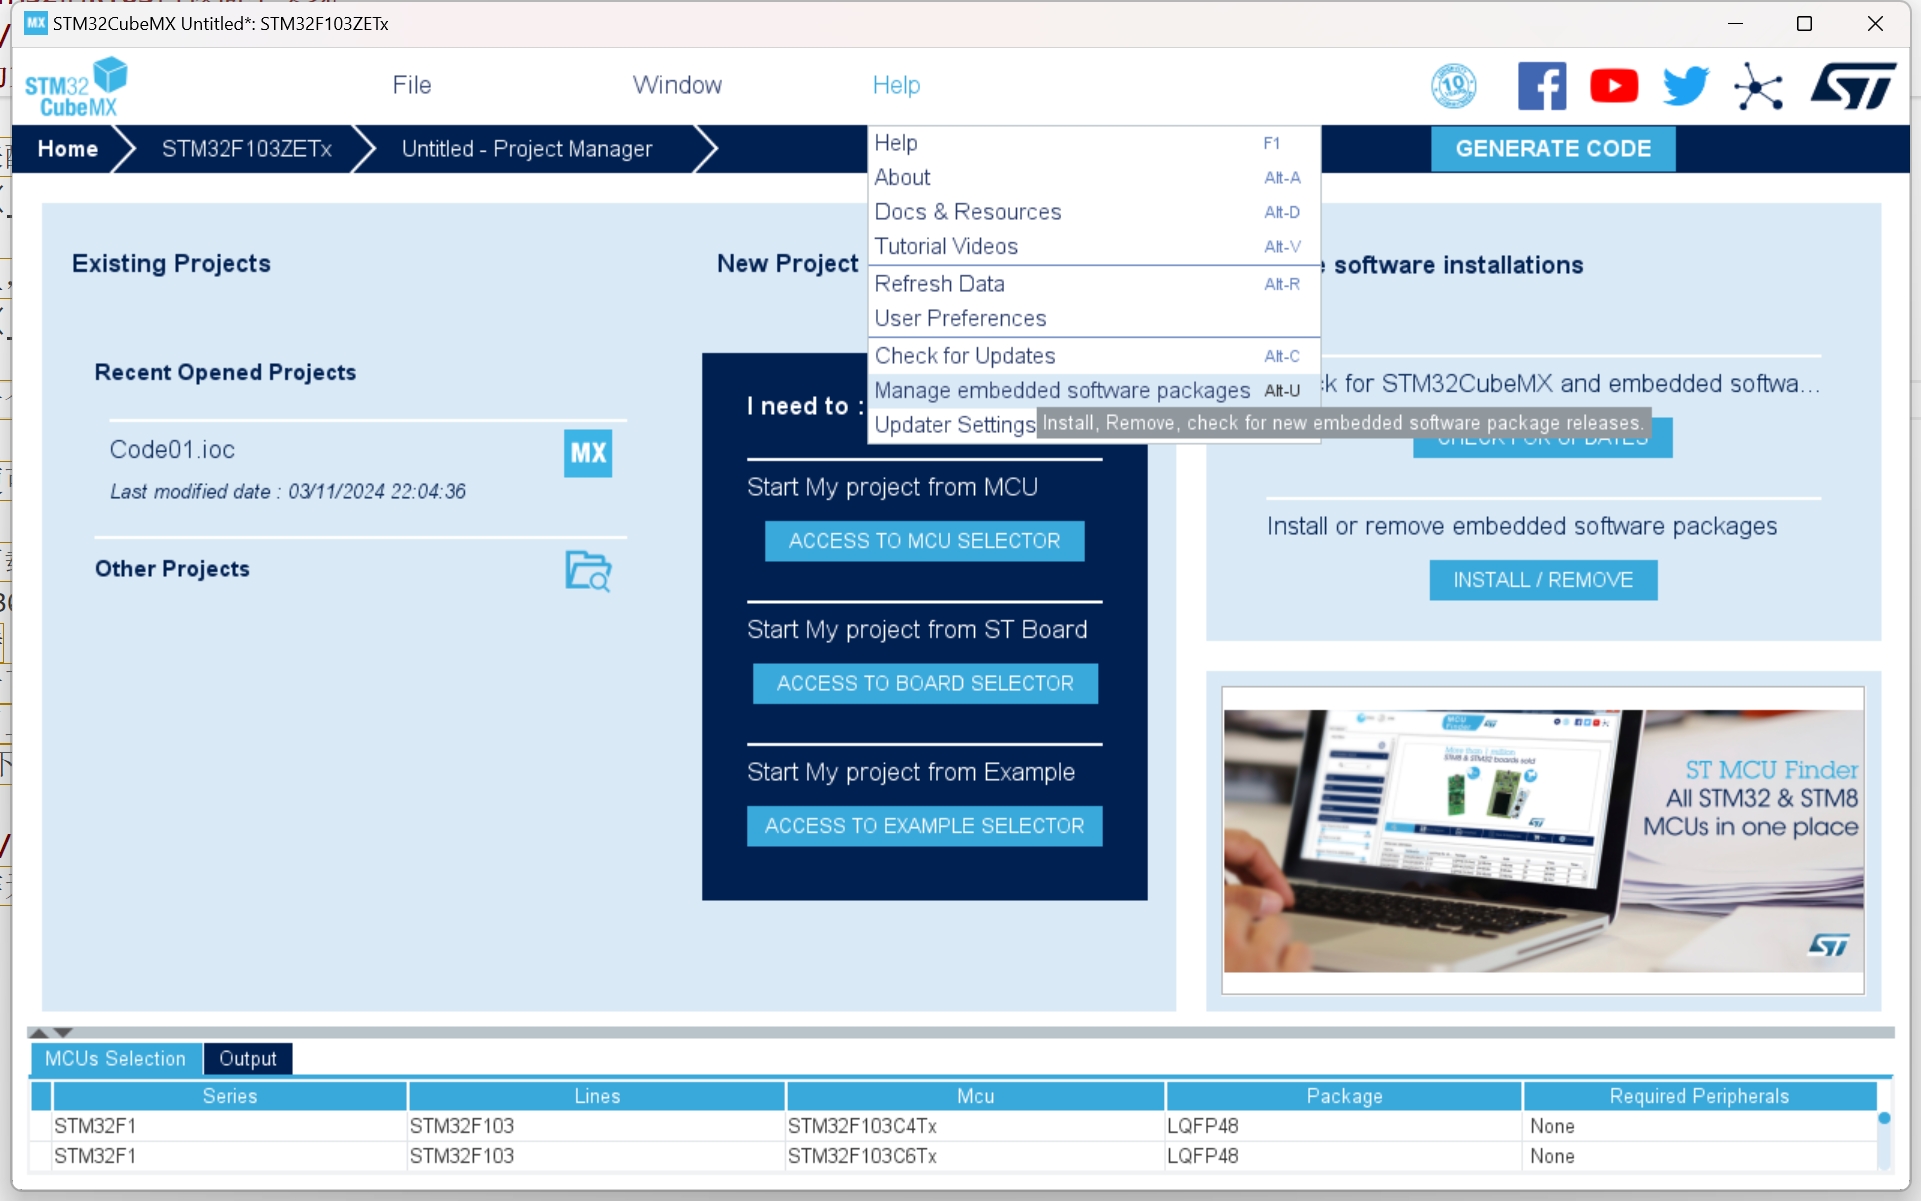 STM32CubeMX Untitled*: STM32F103ZETx
STM32
CubeMX
File
Window
Help
10
Home
STM32F103ZETx
Untitled - Project Manager
GENERATE CODE
Help F1
About Alt-A
Docs & Resources Alt-D
Tutorial Videos Alt-V
Refresh Data Alt-R
User Preferences
Check for Updates Alt-C
Manage embedded software packages Alt-U
Updater Settings
Install, Remove, check for new embedded software package releases.
Existing Projects
Recent Opened Projects
Code01.ioc
MX
Last modified date : 03/11/2024 22:04:36
Other Projects
New Project
I need to :
Start My project from MCU
ACCESS TO MCU SELECTOR
Start My project from ST Board
ACCESS TO BOARD SELECTOR
Start My project from Example
ACCESS TO EXAMPLE SELECTOR
software installations
for STM32CubeMX and embedded softwa...
CHECK FOR UPDATES
Install or remove embedded software packages
INSTALL / REMOVE
ST MCU Finder
All STM32 & STM8
MCUs in one place
MCUs Selection
Output
Series Lines Mcu Package Required Peripherals
STM32F1 STM32F103 STM32F103C4Tx LQFP48 None
STM32F1 STM32F103 STM32F103C6Tx LQFP48 None